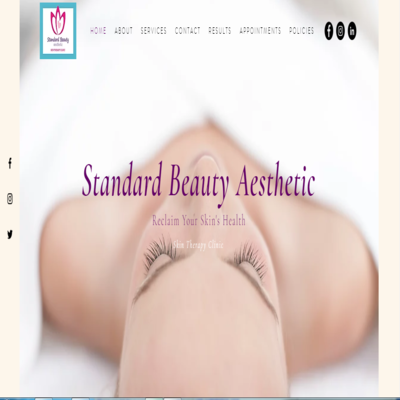 Standard Beauty
HOME ABOUT SERVICES CONTACT RESULTS APPOINTMENTS POLICIES
Standard Beauty Aesthetic
Reclaim Your Skin's Health
Skin Therapy Clinic